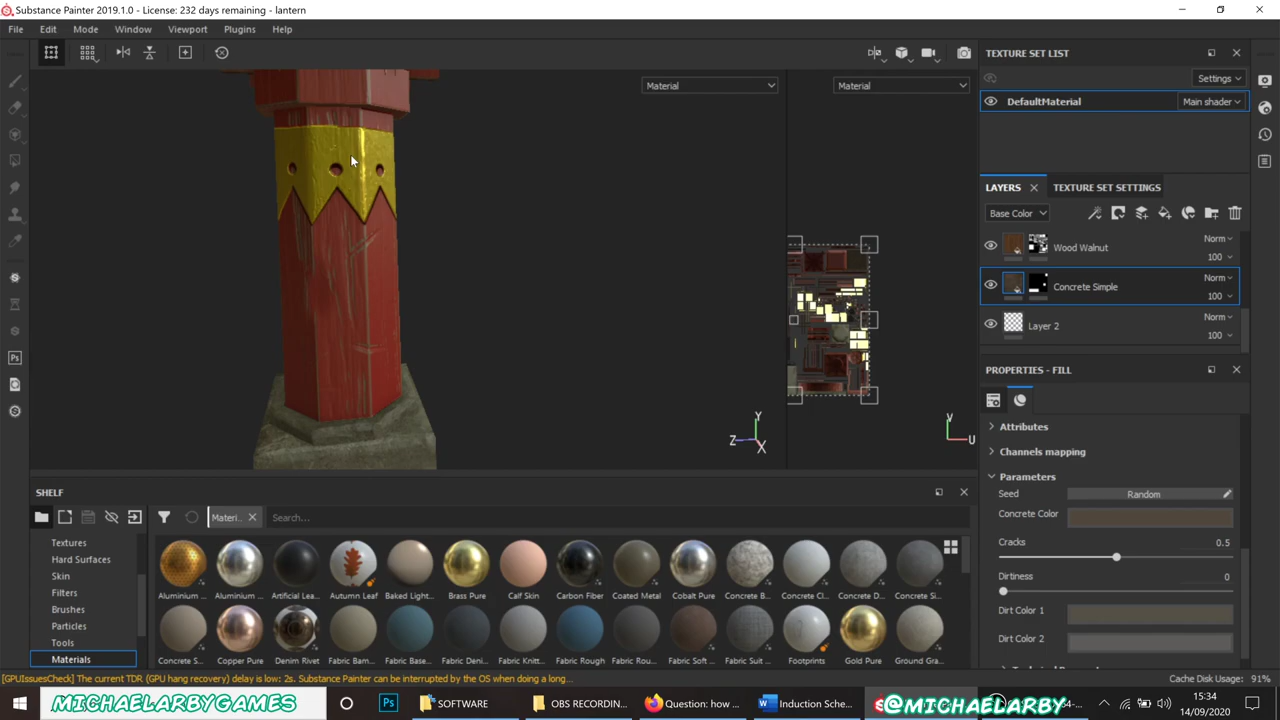 Substance Painter 2019.1.0 - License: 232 days remaining - lantern
File Edit Mode Window Viewport Plugins Help
Material
Material
Z Y X
V U
TEXTURE SET LIST
Settings
DefaultMaterial Main shader
LAYERS TEXTURE SET SETTINGS
Base Color
Wood Walnut Norm 100
Concrete Simple Norm 100
Layer 2 Norm 100
PROPERTIES - FILL
Attributes
Channels mapping
Parameters
Seed Random
Concrete Color
Cracks 0.5
Dirtiness 0
Dirt Color 1
Dirt Color 2
SHELF
Materi... Search...
Textures
Hard Surfaces
Skin
Filters
Brushes
Particles
Tools
Materials
Aluminium ... Aluminium ... Artificial Lea... Autumn Leaf Baked Light... Brass Pure Calf Skin Carbon Fiber Coated Metal Cobalt Pure Concrete B... Concrete Cl... Concrete D... Concrete Si...
Concrete S... Copper Pure Denim Rivet Fabric Bam... Fabric Base... Fabric Deni... Fabric Knitt... Fabric Rough Fabric Rou... Fabric Soft ... Fabric Suit ... Footprints Gold Pure Ground Gra...
[GPUIssuesCheck] The current TDR (GPU hang recovery) delay is low: 2s. Substance Painter can be interrupted by the OS when doing a long...
Cache Disk Usage: 91%
MICHAELARBYGAMES
Ps
SOFTWARE
OBS RECORDIN...
Question: how ...
Induction Sche...
@MICHAELARBY
15:34
14/09/2020